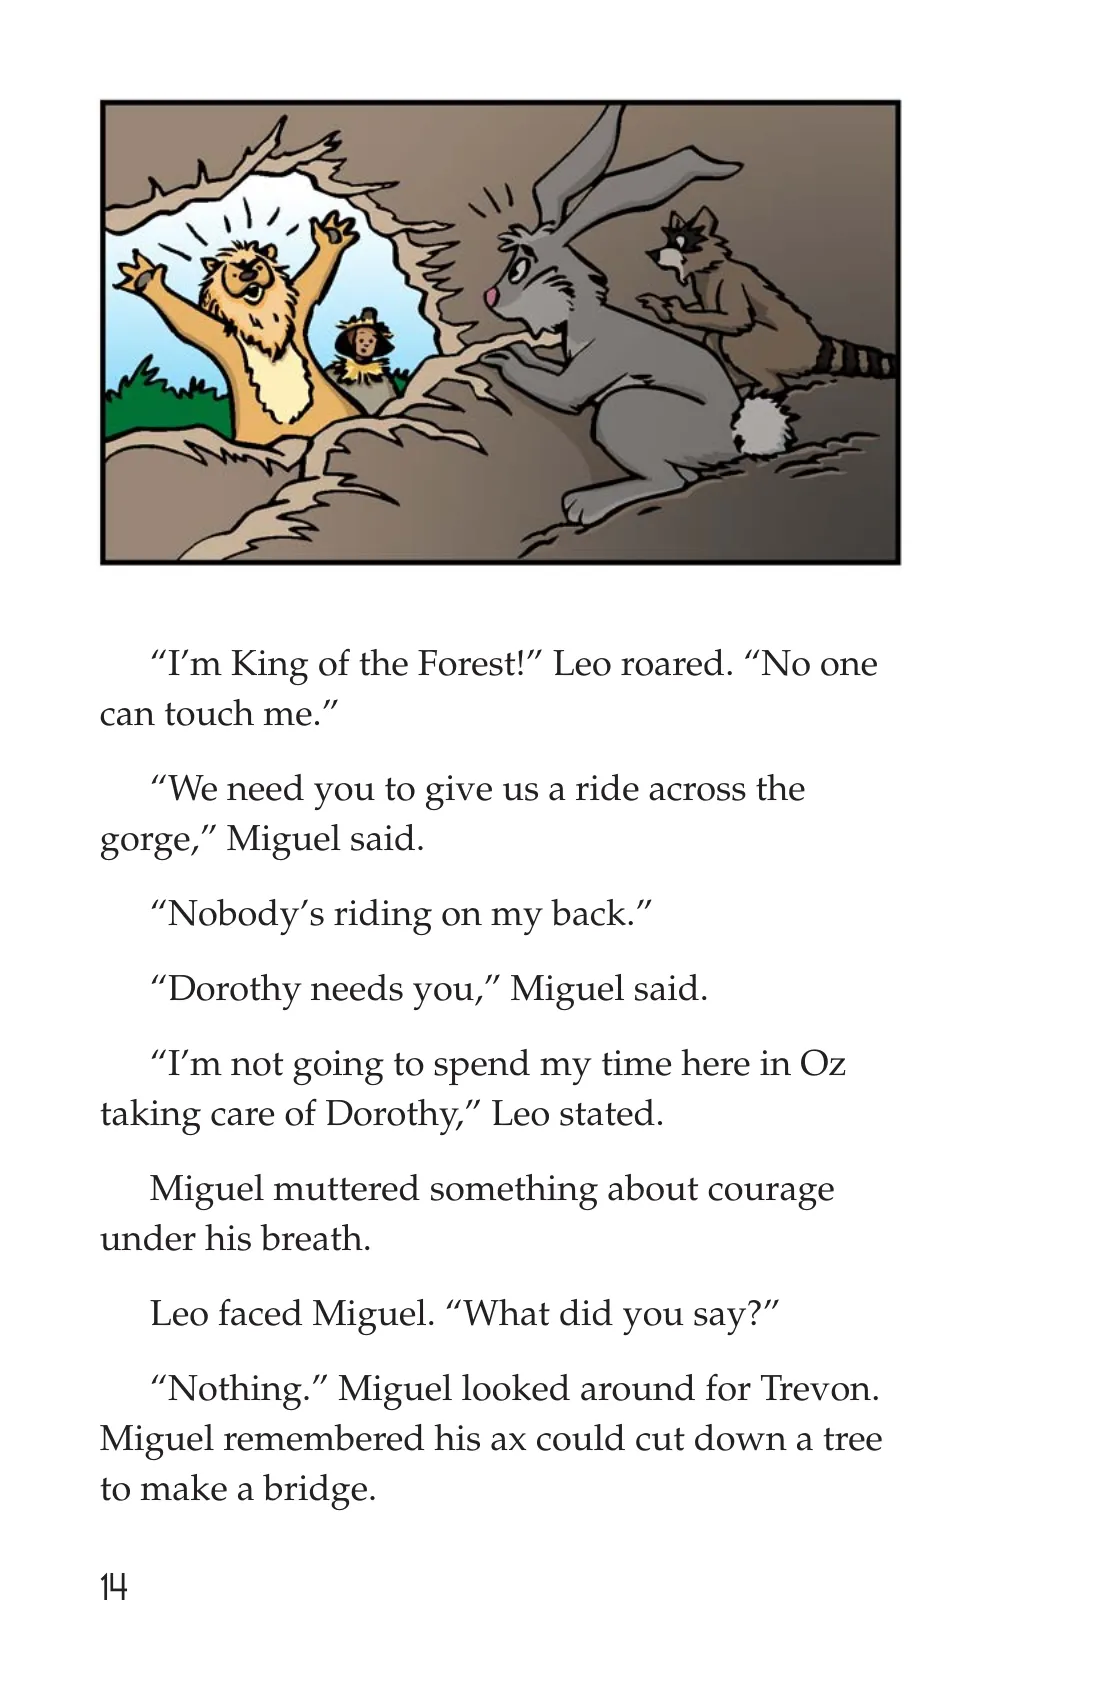 “I’m King of the Forest!” Leo roared. “No one
can touch me.”
“We need you to give us a ride across the
gorge,” Miguel said.
“Nobody’s riding on my back.”
“Dorothy needs you,” Miguel said.
“I’m not going to spend my time here in Oz
taking care of Dorothy,” Leo stated.
Miguel muttered something about courage
under his breath.
Leo faced Miguel. “What did you say?”
“Nothing.” Miguel looked around for Trevon.
Miguel remembered his ax could cut down a tree
to make a bridge.
14